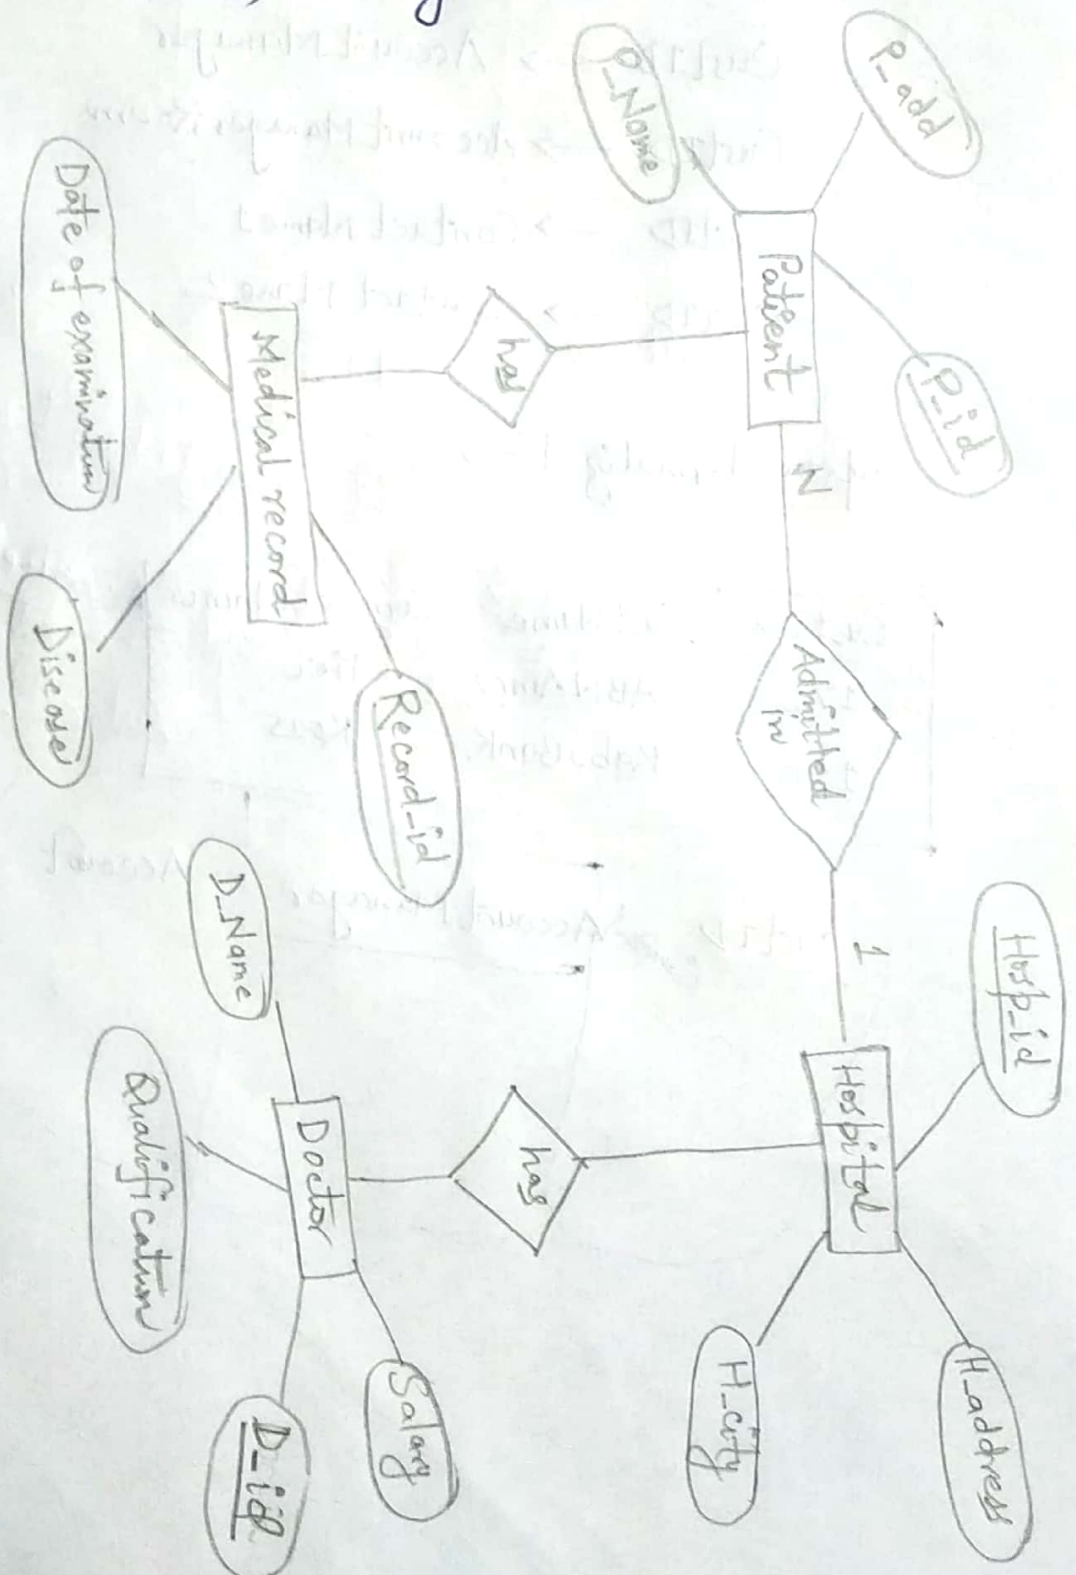 P_Name
P_add
P_id
Patient
N
Admitted
in
1
Hospital
Hosp_id
H_address
H_city
has
has
Medical record
Date of examination
Disease
Record_id
Doctor
D_Name
Qualification
D_id
Salary